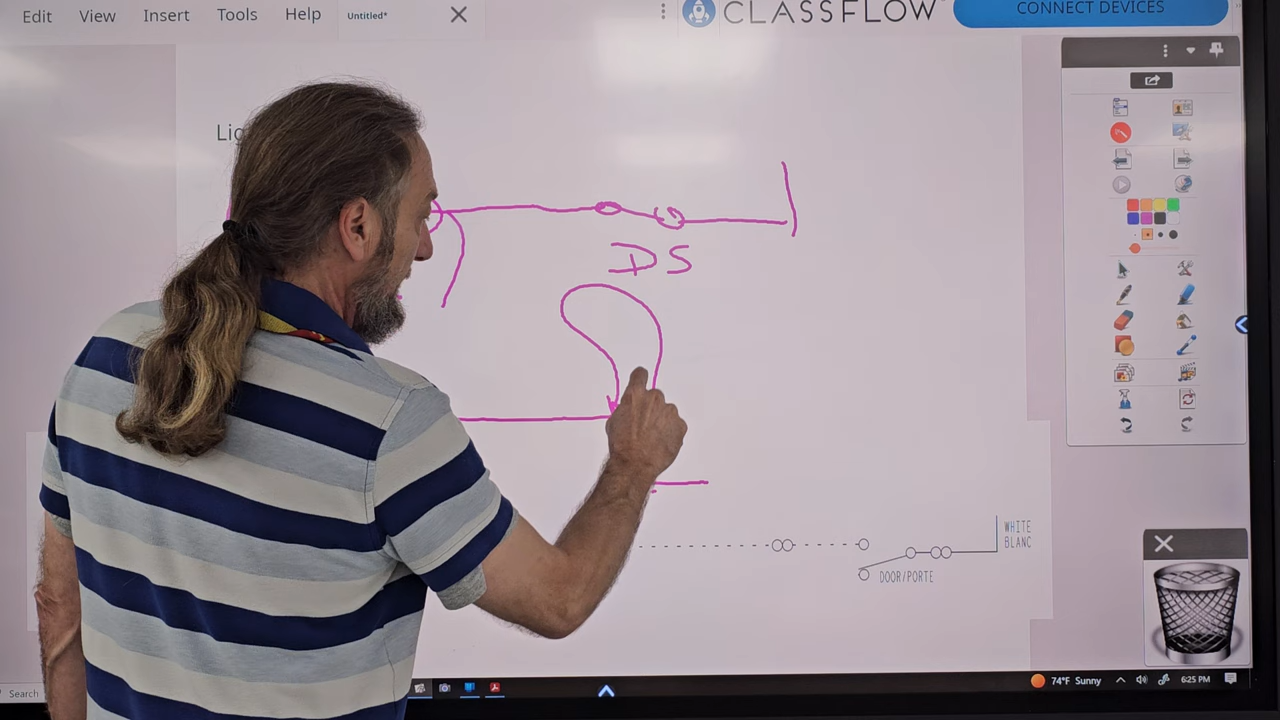 Edit View Insert Tools Help Untitled*
CLASSFLOW
CONNECT DEVICES
DS
WHITE
BLANC
DOOR/PORTE
Search
74°F Sunny
6:25 PM